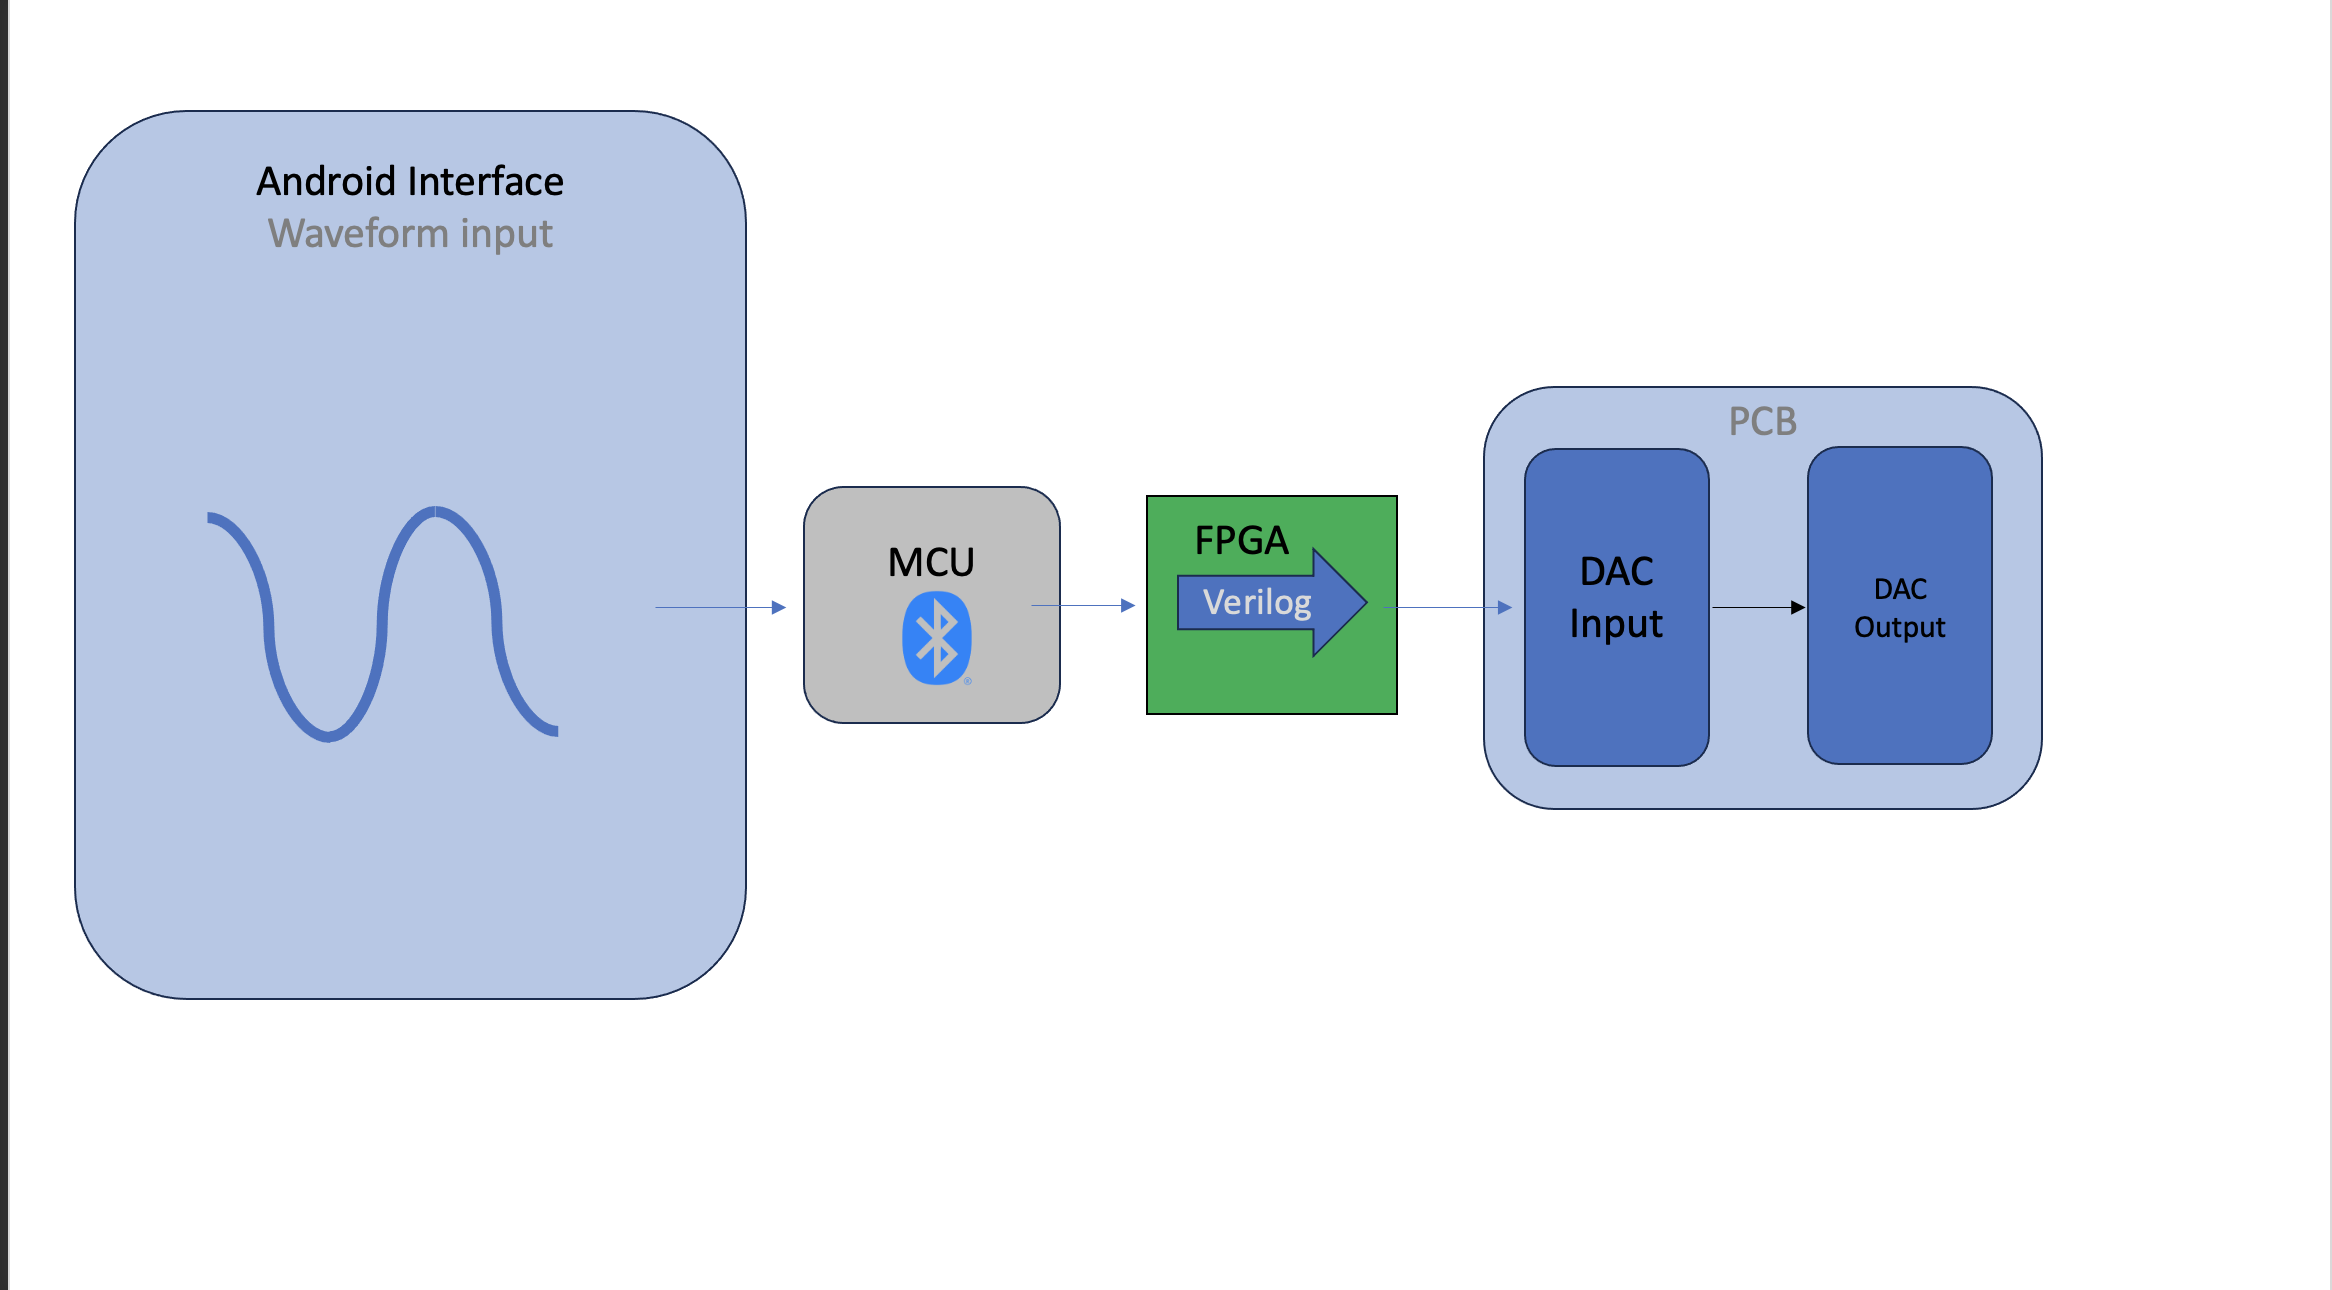 Android Interface
Waveform input
MCU
®
FPGA
Verilog
PCB
DAC
Input
DAC
Output